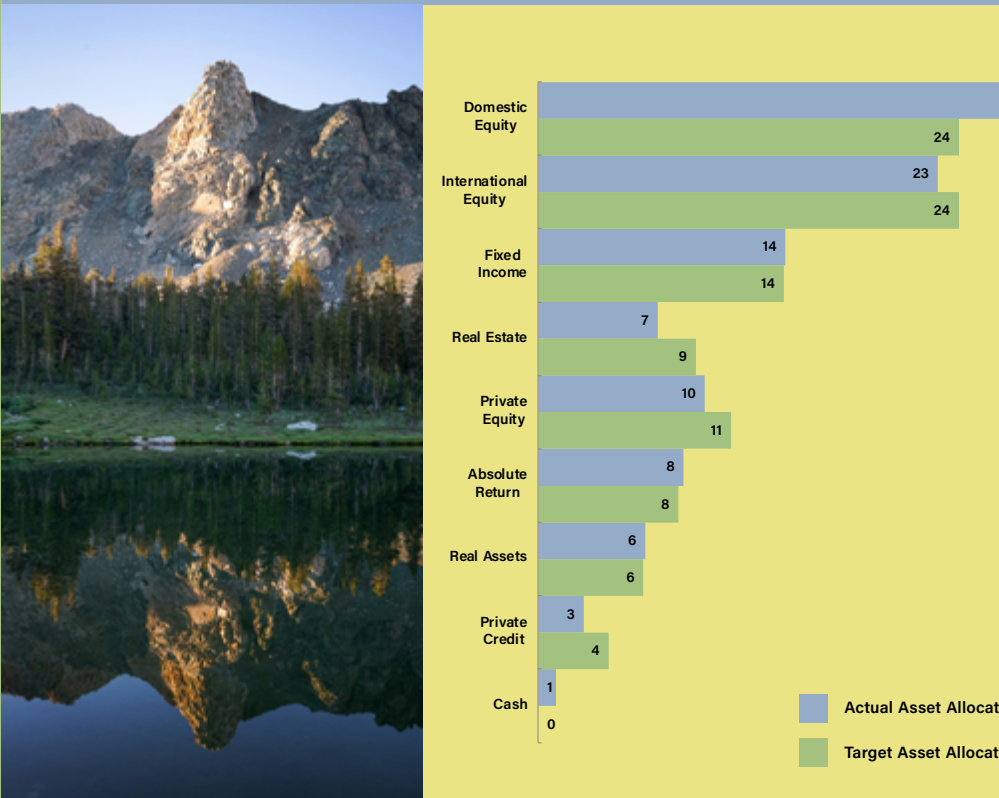 Domestic
Equity
24
International
Equity
23
24
Fixed
Income
14
14
Real Estate
7
9
Private
Equity
10
11
Absolute
Return
8
8
Real Assets
6
6
Private
Credit
3
4
Cash
1
0
Actual Asset Allocat
Target Asset Allocat